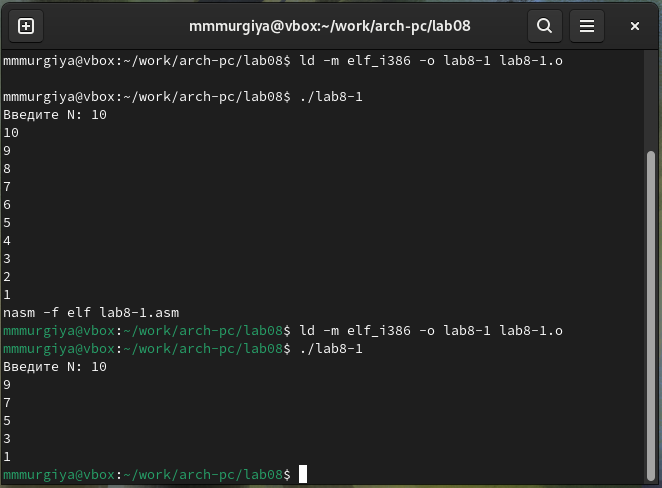 mmmurgiya@vbox:~/work/arch-pc/lab08
mmmurgiya@vbox:~/work/arch-pc/lab08$ ld -m elf_i386 -o lab8-1 lab8-1.o
mmmurgiya@vbox:~/work/arch-pc/lab08$ ./lab8-1
Введите N: 10
10
9
8
7
6
5
4
3
2
1
nasm -f elf lab8-1.asm
mmmurgiya@vbox:~/work/arch-pc/lab08$ ld -m elf_i386 -o lab8-1 lab8-1.o
mmmurgiya@vbox:~/work/arch-pc/lab08$ ./lab8-1
Введите N: 10
9
7
5
3
1
mmmurgiya@vbox:~/work/arch-pc/lab08$